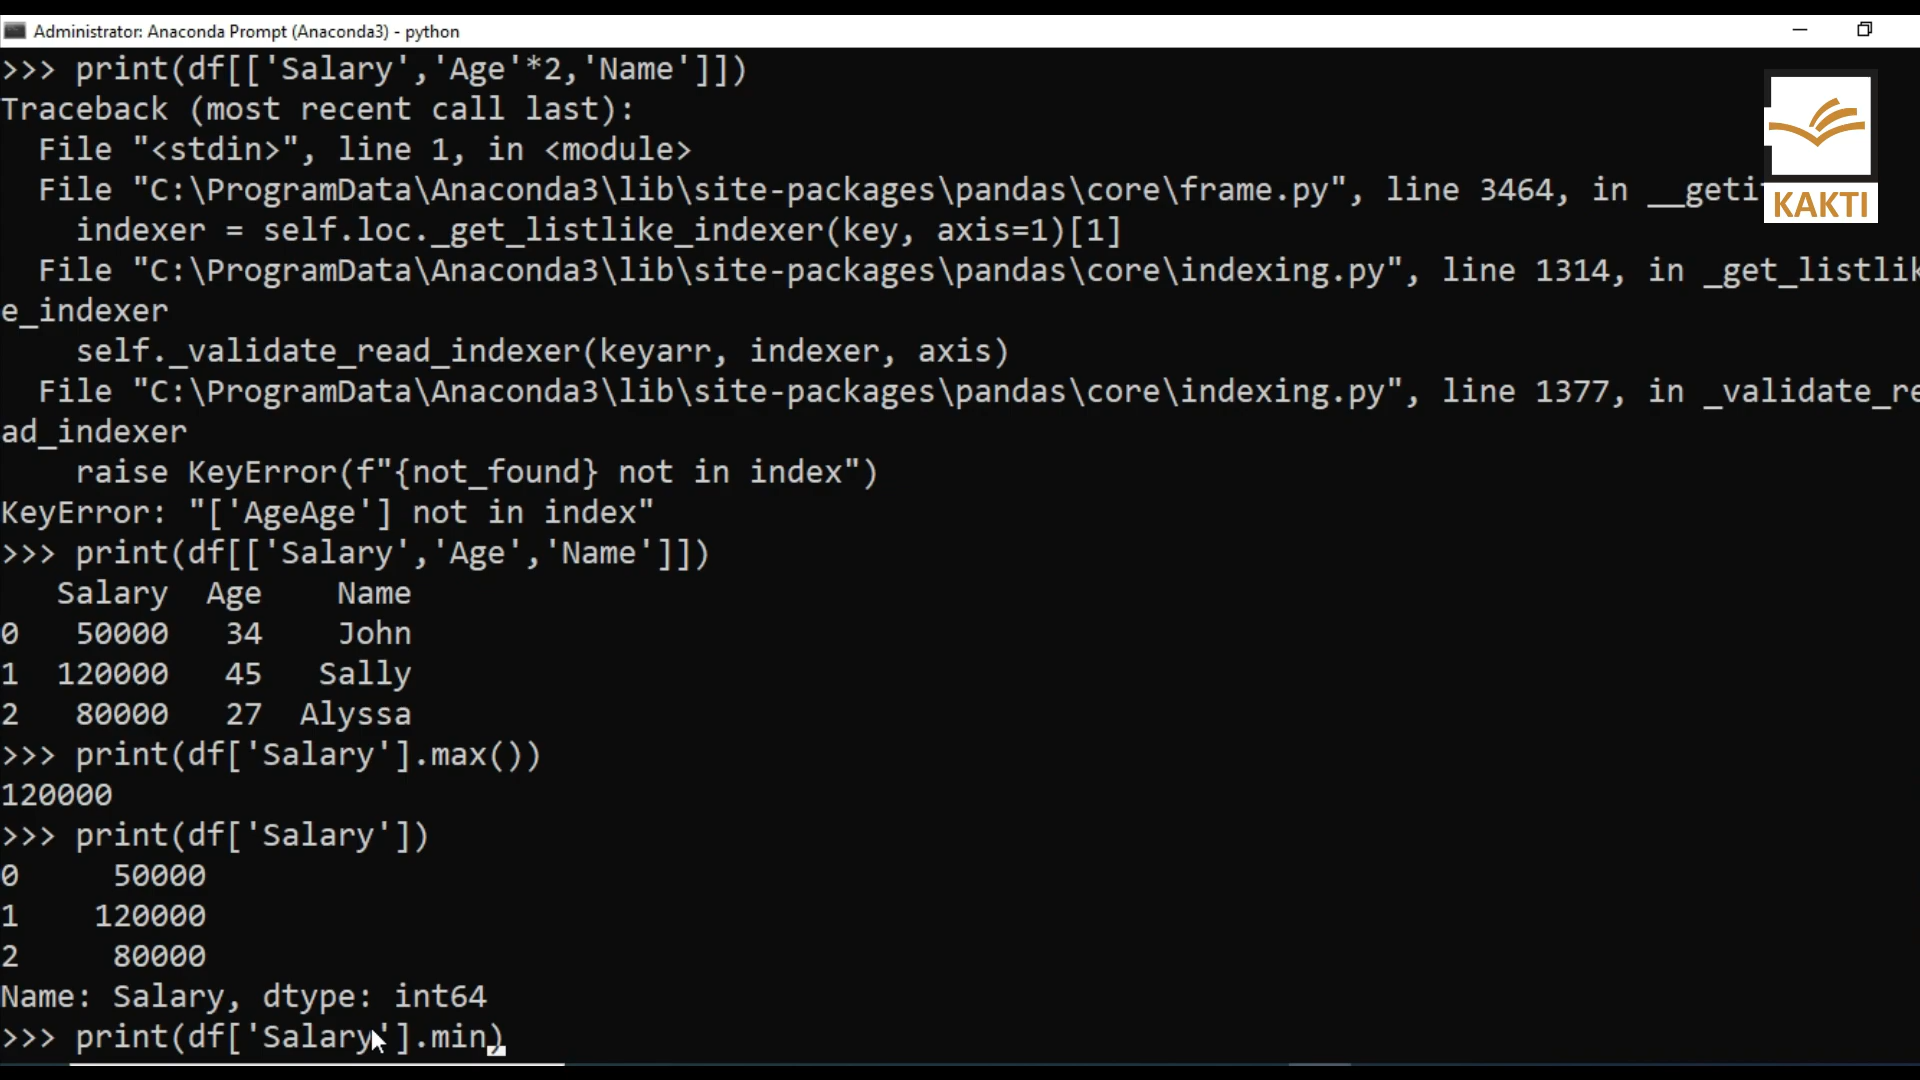 Administrator: Anaconda Prompt (Anaconda3) - python
>>> print(df[['Salary','Age'*2,'Name']])
Traceback (most recent call last):
  File "<stdin>", line 1, in <module>
  File "C:\ProgramData\Anaconda3\lib\site-packages\pandas\core\frame.py", line 3464, in __geti
KAKTI
    indexer = self.loc._get_listlike_indexer(key, axis=1)[1]
  File "C:\ProgramData\Anaconda3\lib\site-packages\pandas\core\indexing.py", line 1314, in _get_listlik
e_indexer
    self._validate_read_indexer(keyarr, indexer, axis)
  File "C:\ProgramData\Anaconda3\lib\site-packages\pandas\core\indexing.py", line 1377, in _validate_re
ad_indexer
    raise KeyError(f"{not_found} not in index")
KeyError: "['AgeAge'] not in index"
>>> print(df[['Salary','Age','Name']])
   Salary  Age    Name
0   50000   34    John
1  120000   45   Sally
2   80000   27  Alyssa
>>> print(df['Salary'].max())
120000
>>> print(df['Salary'])
0     50000
1    120000
2     80000
Name: Salary, dtype: int64
>>> print(df['Salary'].min)